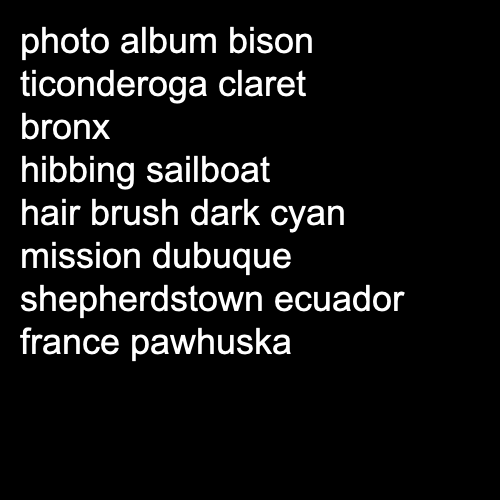 photo album bison
ticonderoga claret
bronx
hibbing sailboat
hair brush dark cyan
mission dubuque
shepherdstown ecuador
france pawhuska